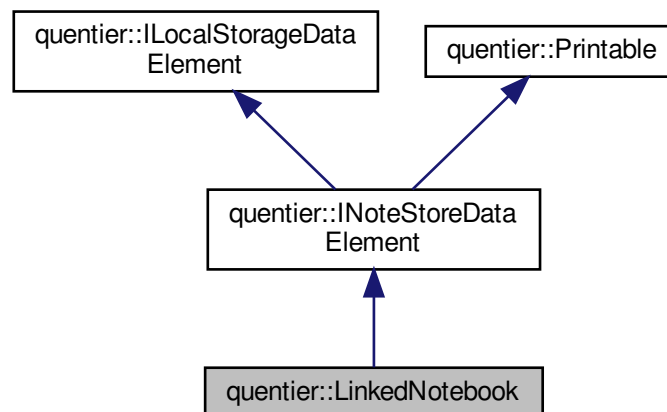 quentier::ILocalStorageData
Element
quentier::Printable
quentier::INoteStoreData
Element
quentier::LinkedNotebook